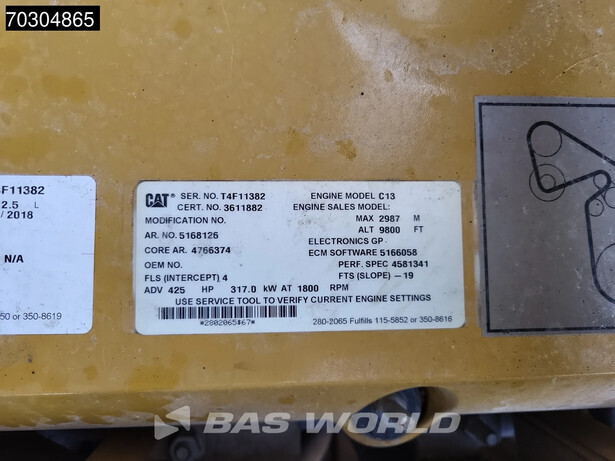 70304865
F11382
2.5 L
/ 2018
N/A
50 or 350-8619
CAT® SER. NO. T4F11382 ENGINE MODEL C13
CERT. NO. 3611882 ENGINE SALES MODEL:
MODIFICATION NO. MAX 2987 M
AR. NO. 5168126 ALT 9800 FT
CORE AR. 4766374 ELECTRONICS GP
OEM NO. ECM SOFTWARE 5166058
FLS (INTERCEPT) 4 PERF. SPEC 4581341
ADV 425 HP 317.0 kW AT 1800 RPM FTS (SLOPE) -19
USE SERVICE TOOL TO VERIFY CURRENT ENGINE SETTINGS
*2802065#67* 280-2065 Fulfills 115-5852 or 350-8616
BAS WORLD